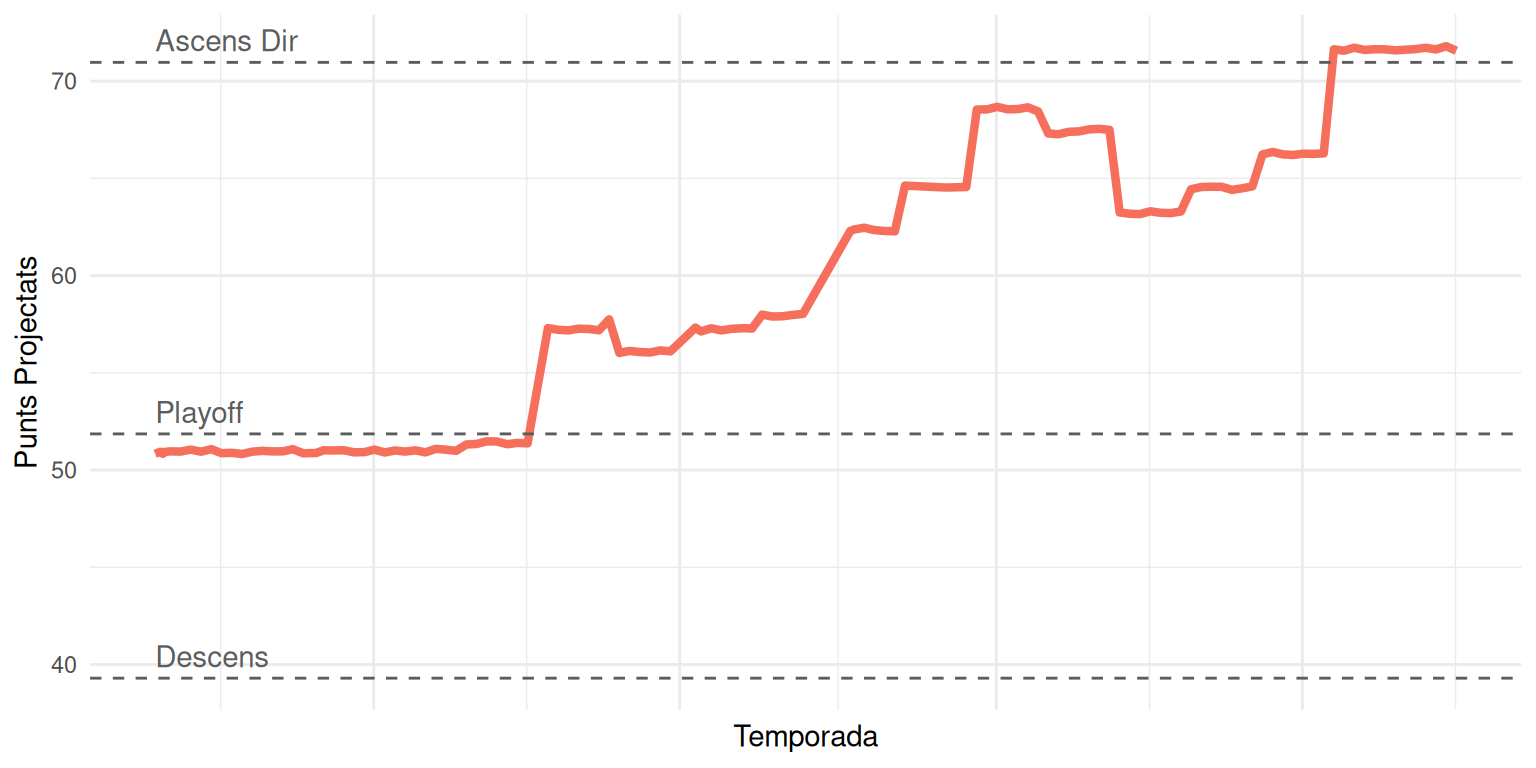 Ascens Dir
70
60
Playoff
50
Descens
40
Punts Projectats
Temporada